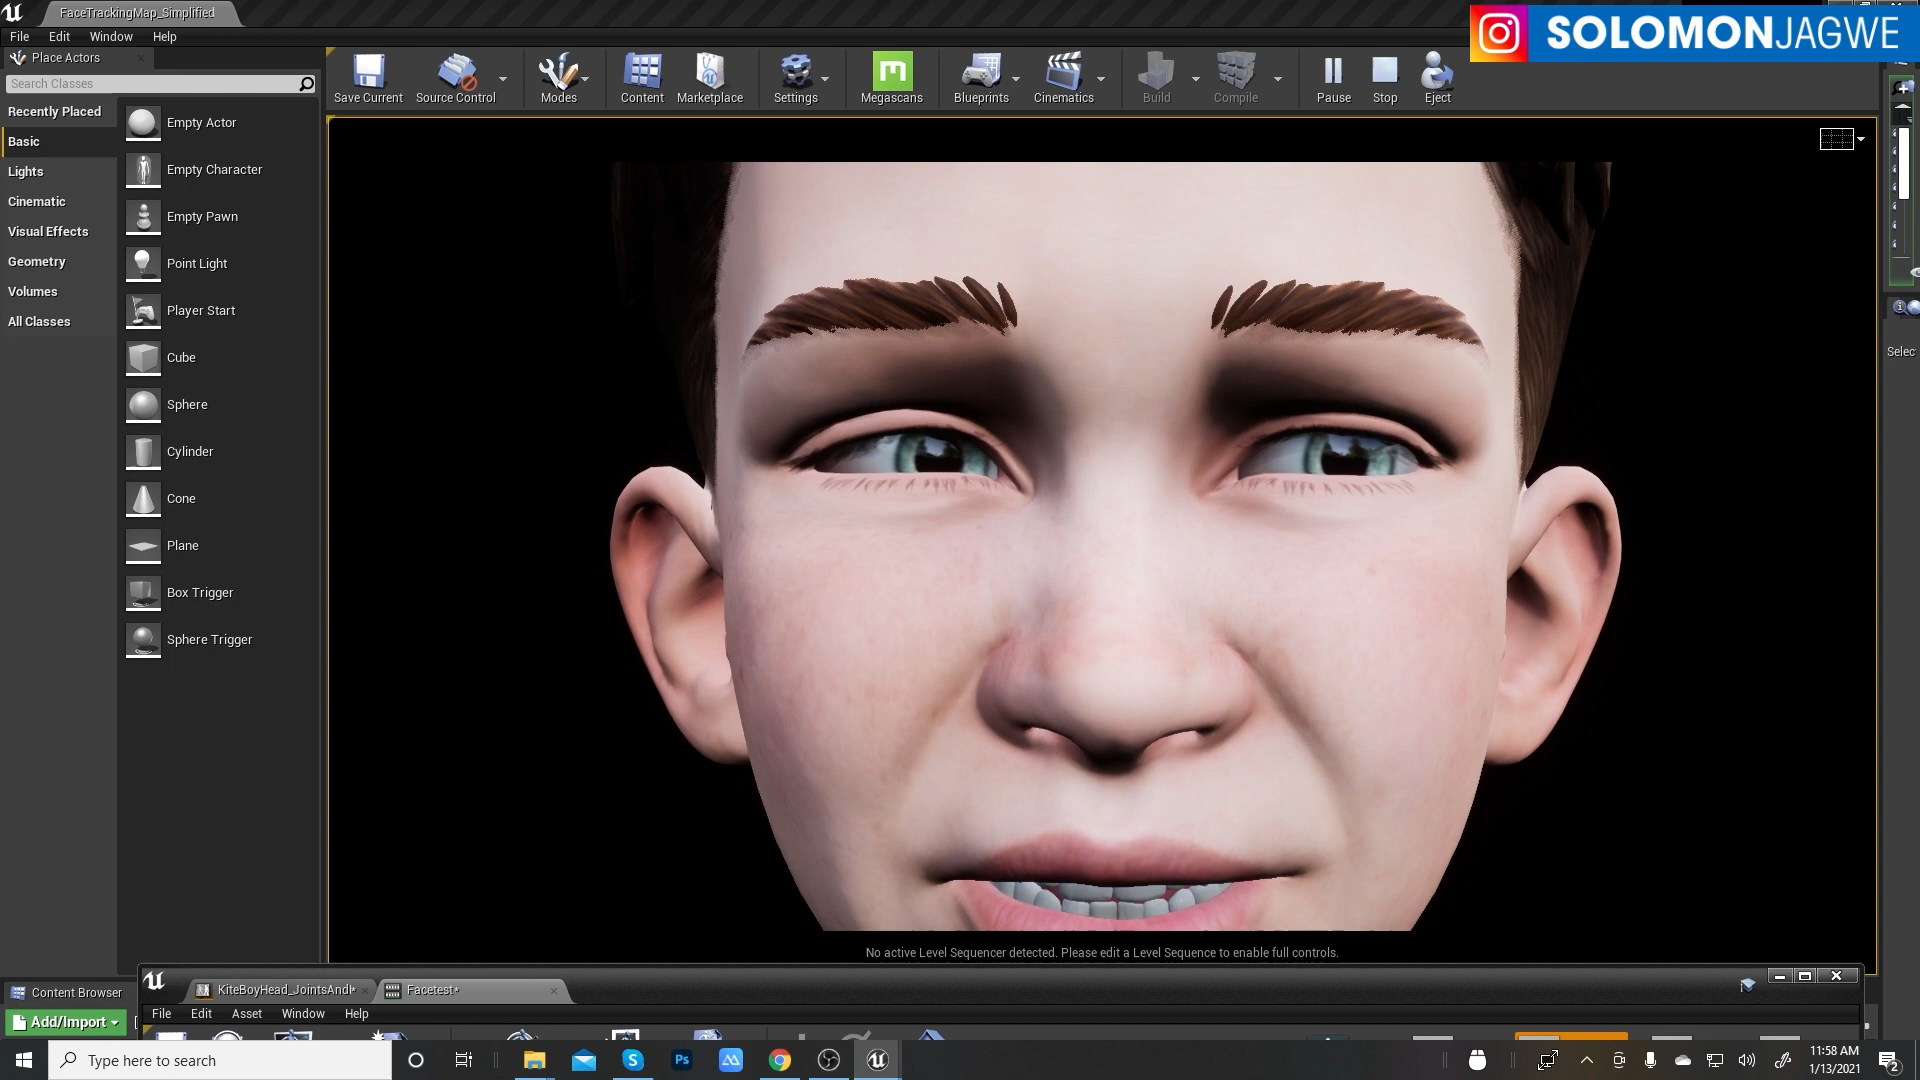 FaceTrackingMap_Simplified
SOLOMONJAGWE
File Edit Window Help
Place Actors
Search Classes
Recently Placed
Basic
Lights
Cinematic
Visual Effects
Geometry
Volumes
All Classes
Empty Actor
Empty Character
Empty Pawn
Point Light
Player Start
Cube
Sphere
Cylinder
Cone
Plane
Box Trigger
Sphere Trigger
Save Current Source Control Modes Content Marketplace Settings Megascans Blueprints Cinematics Build Compile Pause Stop Eject
Selec
No active Level Sequencer detected. Please edit a Level Sequence to enable full controls.
Content Browser
Add/Import
KiteBoyHead_JointsAndI* Facetest*
File Edit Asset Window Help
Type here to search
Ps
11:58 AM
1/13/2021
2